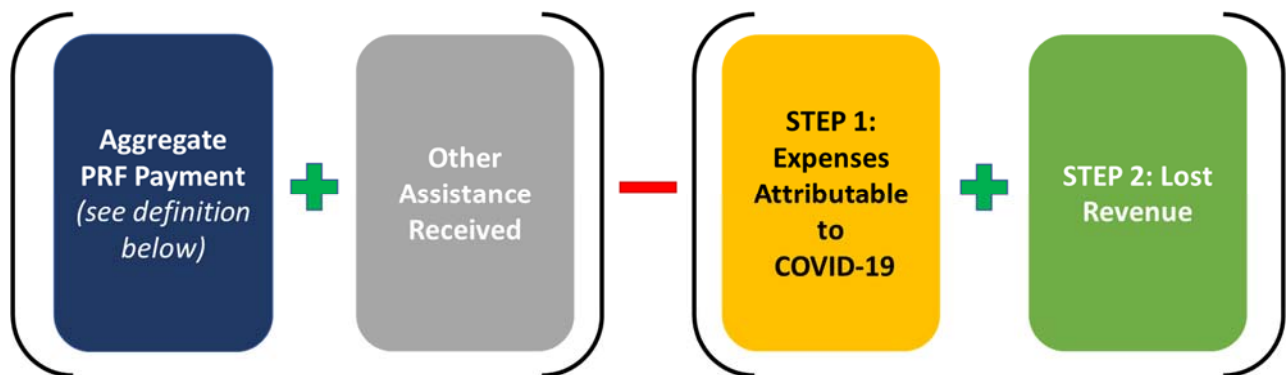 Aggregate
PRF Payment
(see definition
below)
Other
Assistance
Received
STEP 1:
Expenses
Attributable
to
COVID-19
STEP 2: Lost
Revenue